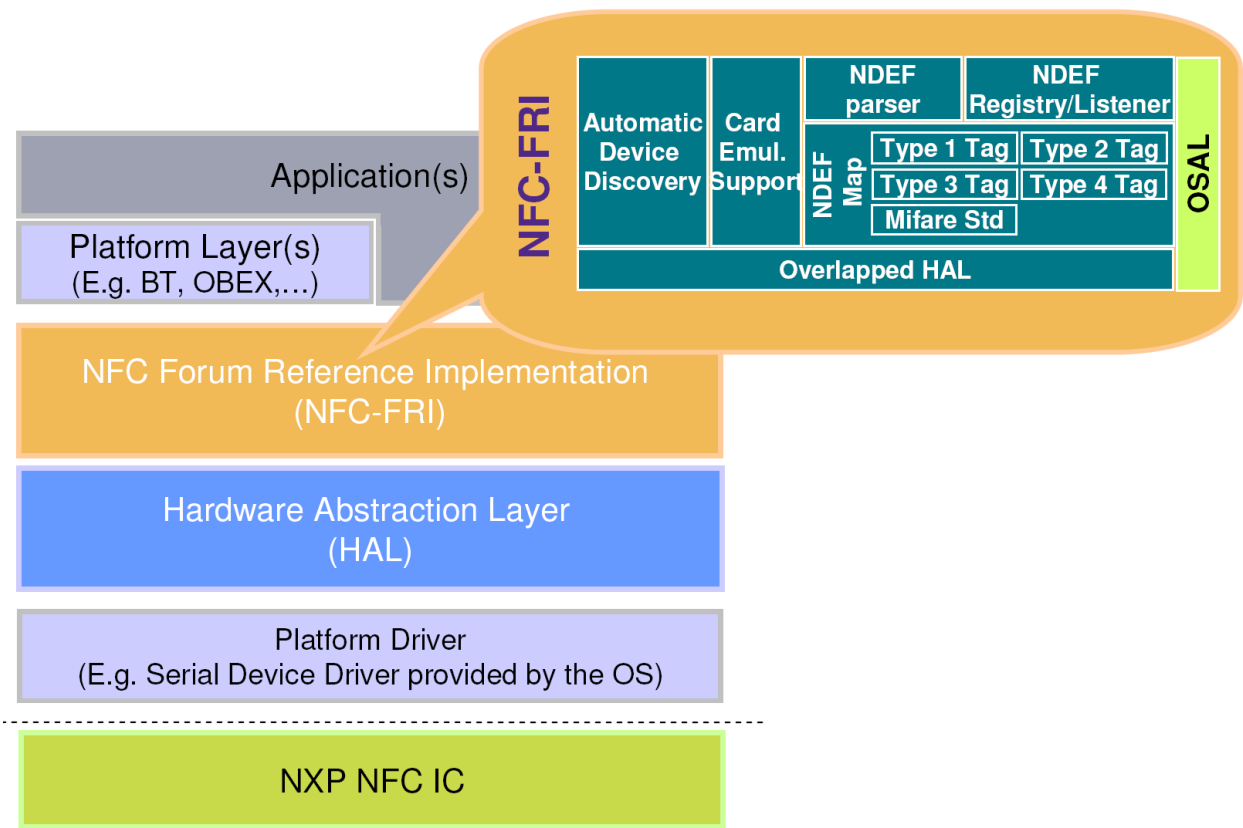 Application(s)
Platform Layer(s)
(E.g. BT, OBEX,...)
NFC Forum Reference Implementation
(NFC-FRI)
Hardware Abstraction Layer
(HAL)
Platform Driver
(E.g. Serial Device Driver provided by the OS)
NXP NFC IC
NFC-FRI
Automatic
Device
Discovery
Card
Emul.
Support
NDEF
parser
NDEF
Registry/Listener
NDEF
Map
Type 1 Tag
Type 2 Tag
Type 3 Tag
Type 4 Tag
Mifare Std
Overlapped HAL
OSAL